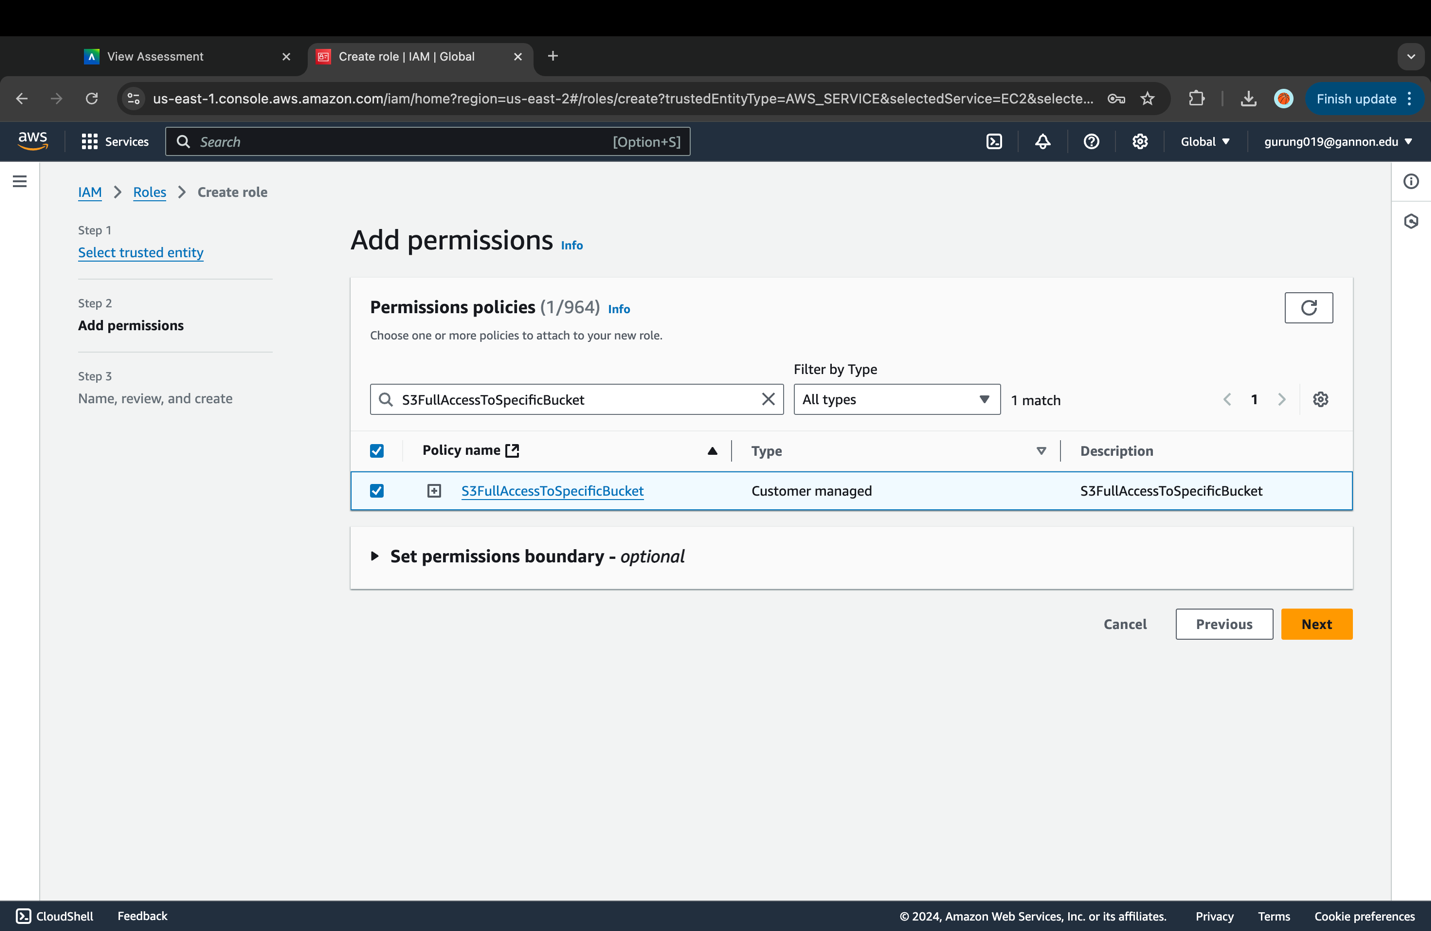 View Assessment
Create role | IAM | Global
us-east-1.console.aws.amazon.com/iam/home?region=us-east-2#/roles/create?trustedEntityType=AWS_SERVICE&selectedService=EC2&selecte...
Finish update
aws
Services
Search
[Option+S]
Global
gurung019@gannon.edu
IAM
Roles
Create role
Step 1
Select trusted entity
Step 2
Add permissions
Step 3
Name, review, and create
Add permissions Info
Permissions policies (1/964) Info
Choose one or more policies to attach to your new role.
Filter by Type
S3FullAccessToSpecificBucket
All types
1 match
1
Policy name
Type
Description
S3FullAccessToSpecificBucket
Customer managed
S3FullAccessToSpecificBucket
Set permissions boundary - optional
Cancel
Previous
Next
CloudShell
Feedback
© 2024, Amazon Web Services, Inc. or its affiliates.
Privacy
Terms
Cookie preferences